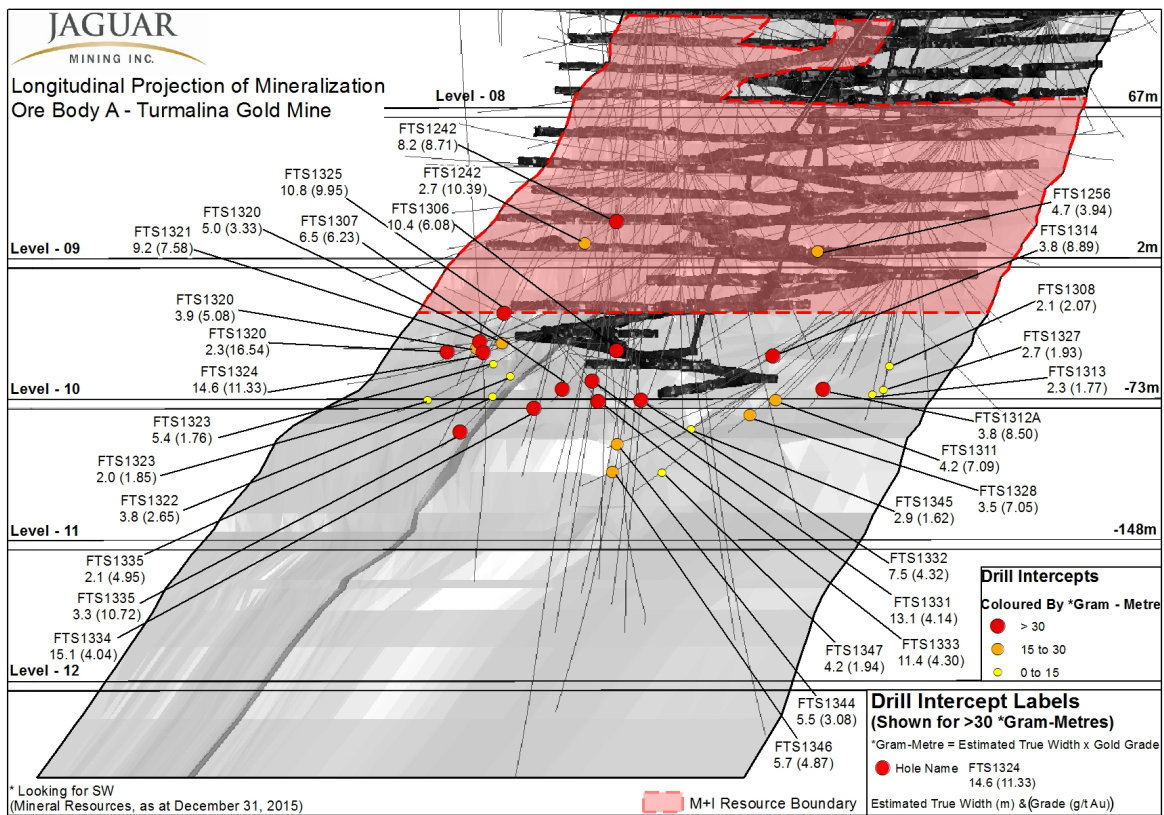 JAGUAR
MINING INC.
Longitudinal Projection of Mineralization
Ore Body A - Turmalina Gold Mine
Level - 08
67m
FTS1242
8.2 (8.71)
FTS1242
2.7 (10.39)
FTS1325
10.8 (9.95)
FTS1306
10.4 (6.08)
FTS1320
5.0 (3.33)
FTS1307
6.5 (6.23)
FTS1321
9.2 (7.58)
FTS1256
4.7 (3.94)
FTS1314
3.8 (8.89)
Level - 09
2m
FTS1308
2.1 (2.07)
FTS1320
3.9 (5.08)
FTS1320
2.3(16.54)
FTS1324
14.6 (11.33)
FTS1327
2.7 (1.93)
FTS1313
2.3 (1.77)
Level - 10
-73m
FTS1323
5.4 (1.76)
FTS1312A
3.8 (8.50)
FTS1311
4.2 (7.09)
FTS1323
2.0 (1.85)
FTS1328
3.5 (7.05)
FTS1322
3.8 (2.65)
FTS1345
2.9 (1.62)
Level - 11
-148m
FTS1335
2.1 (4.95)
FTS1332
7.5 (4.32)
FTS1335
3.3 (10.72)
FTS1331
13.1 (4.14)
FTS1334
15.1 (4.04)
FTS1333
11.4 (4.30)
FTS1347
4.2 (1.94)
Level - 12
FTS1344
5.5 (3.08)
FTS1346
5.7 (4.87)
Drill Intercepts
Coloured By *Gram - Metre
> 30
15 to 30
0 to 15
Drill Intercept Labels
(Shown for >30 *Gram-Metres)
*Gram-Metre = Estimated True Width x Gold Grade
Hole Name FTS1324
14.6 (11.33)
Estimated True Width (m) & (Grade (g/t Au))
* Looking for SW
(Mineral Resources, as at December 31, 2015)
M+I Resource Boundary